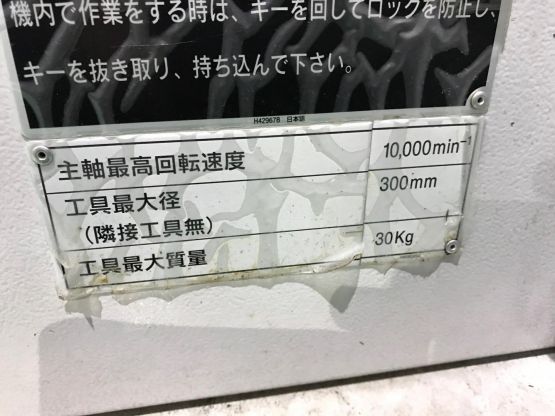 機内で作業をする時は、キーを回してロックを防止し、
キーを抜き取り、持ち込んで下さい。
H429678 日本語
主軸最高回転速度 10,000min⁻¹
工具最大径 300mm
(隣接工具無)
工具最大質量 30Kg